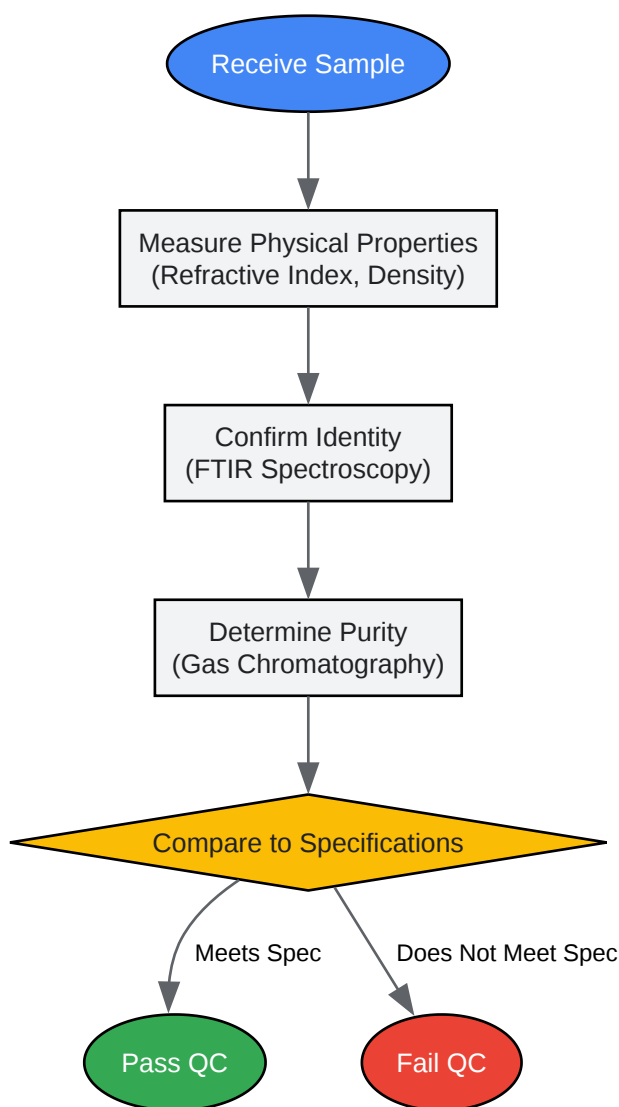 Receive Sample
Measure Physical Properties
(Refractive Index, Density)
Confirm Identity
(FTIR Spectroscopy)
Determine Purity
(Gas Chromatography)
Compare to Specifications
Meets Spec
Does Not Meet Spec
Pass QC
Fail QC